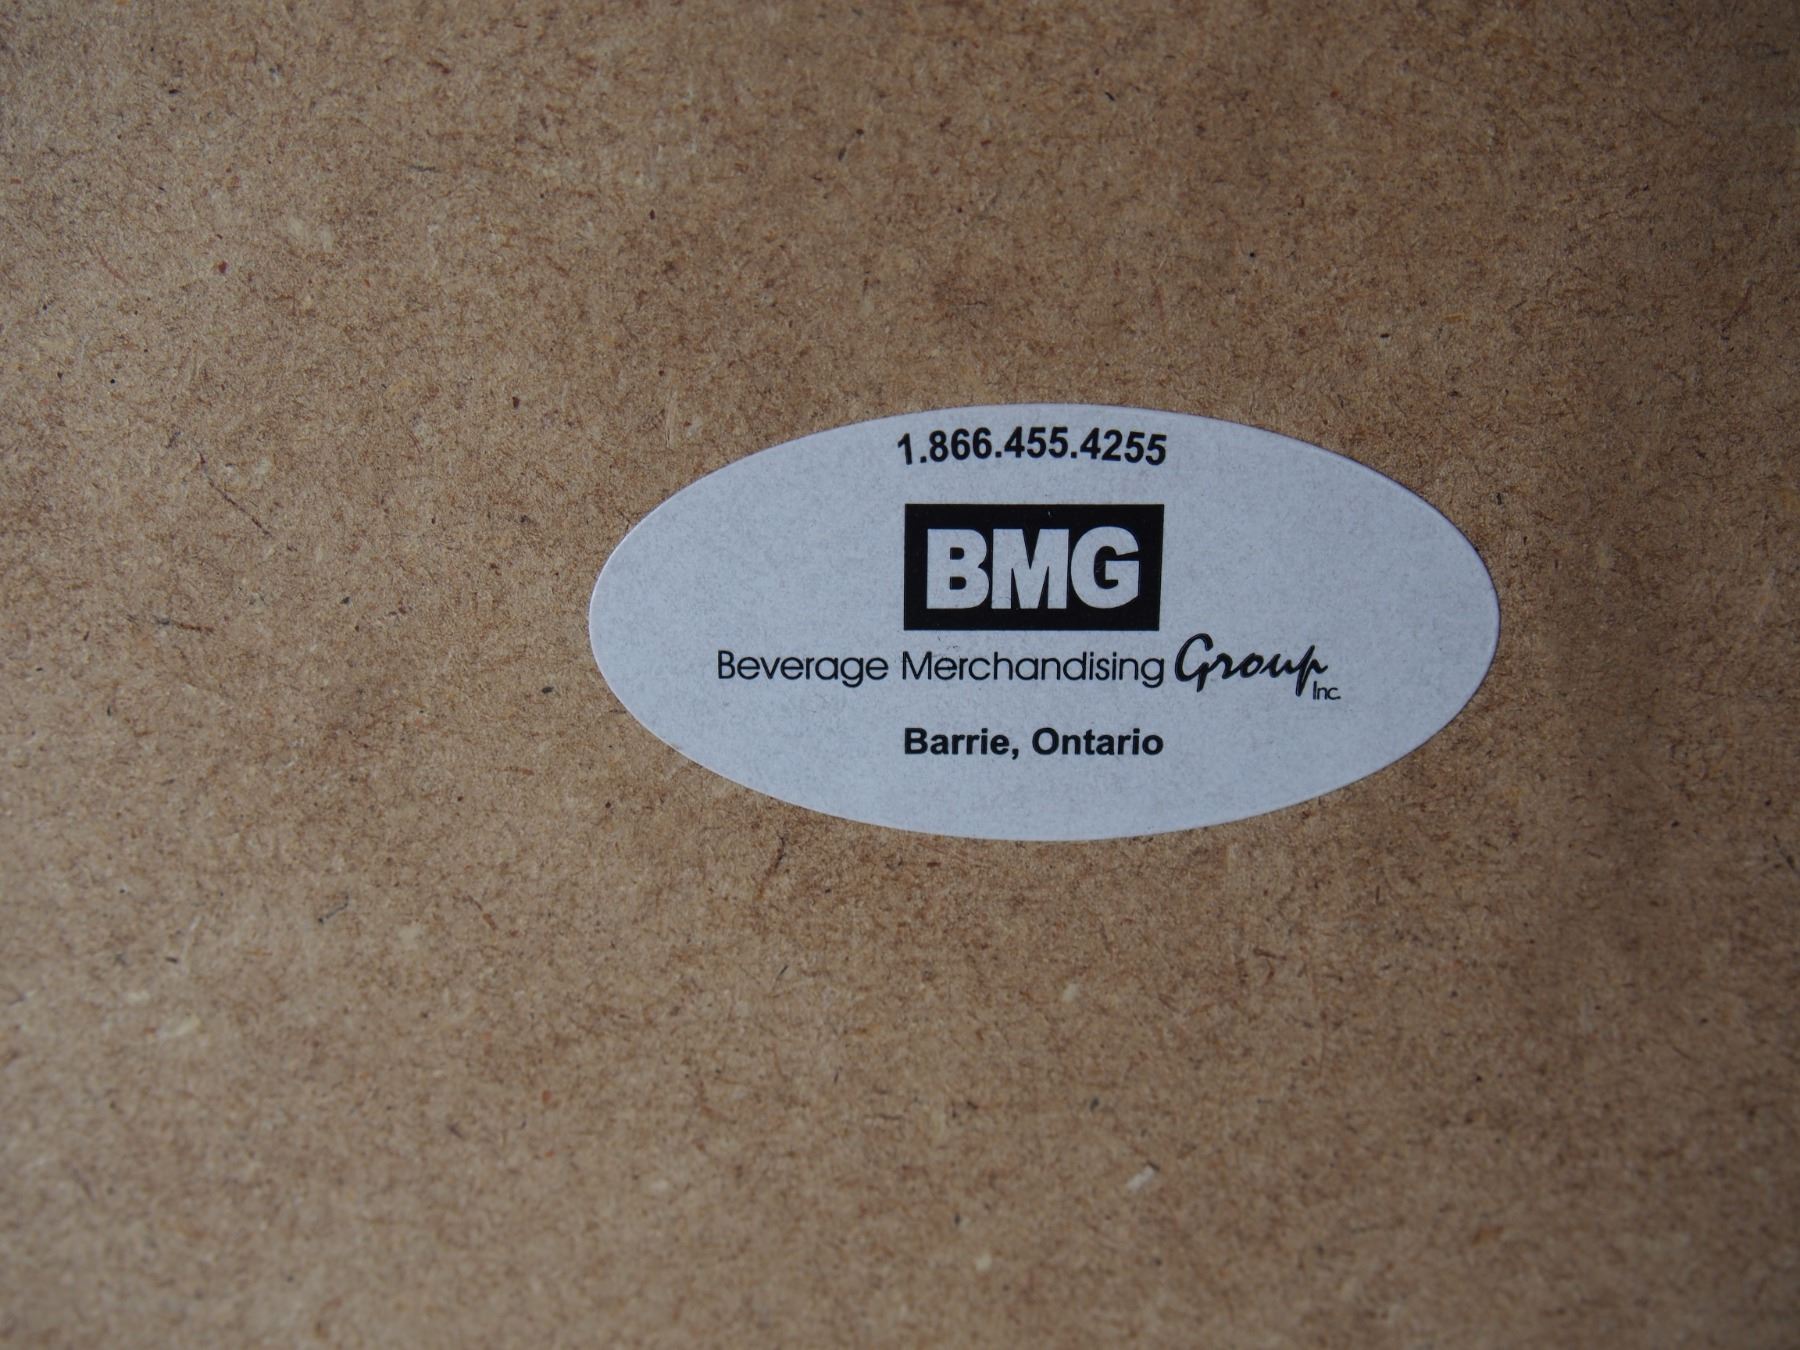 1.866.455.4255
BMG
Beverage Merchandising Group Inc.
Barrie, Ontario